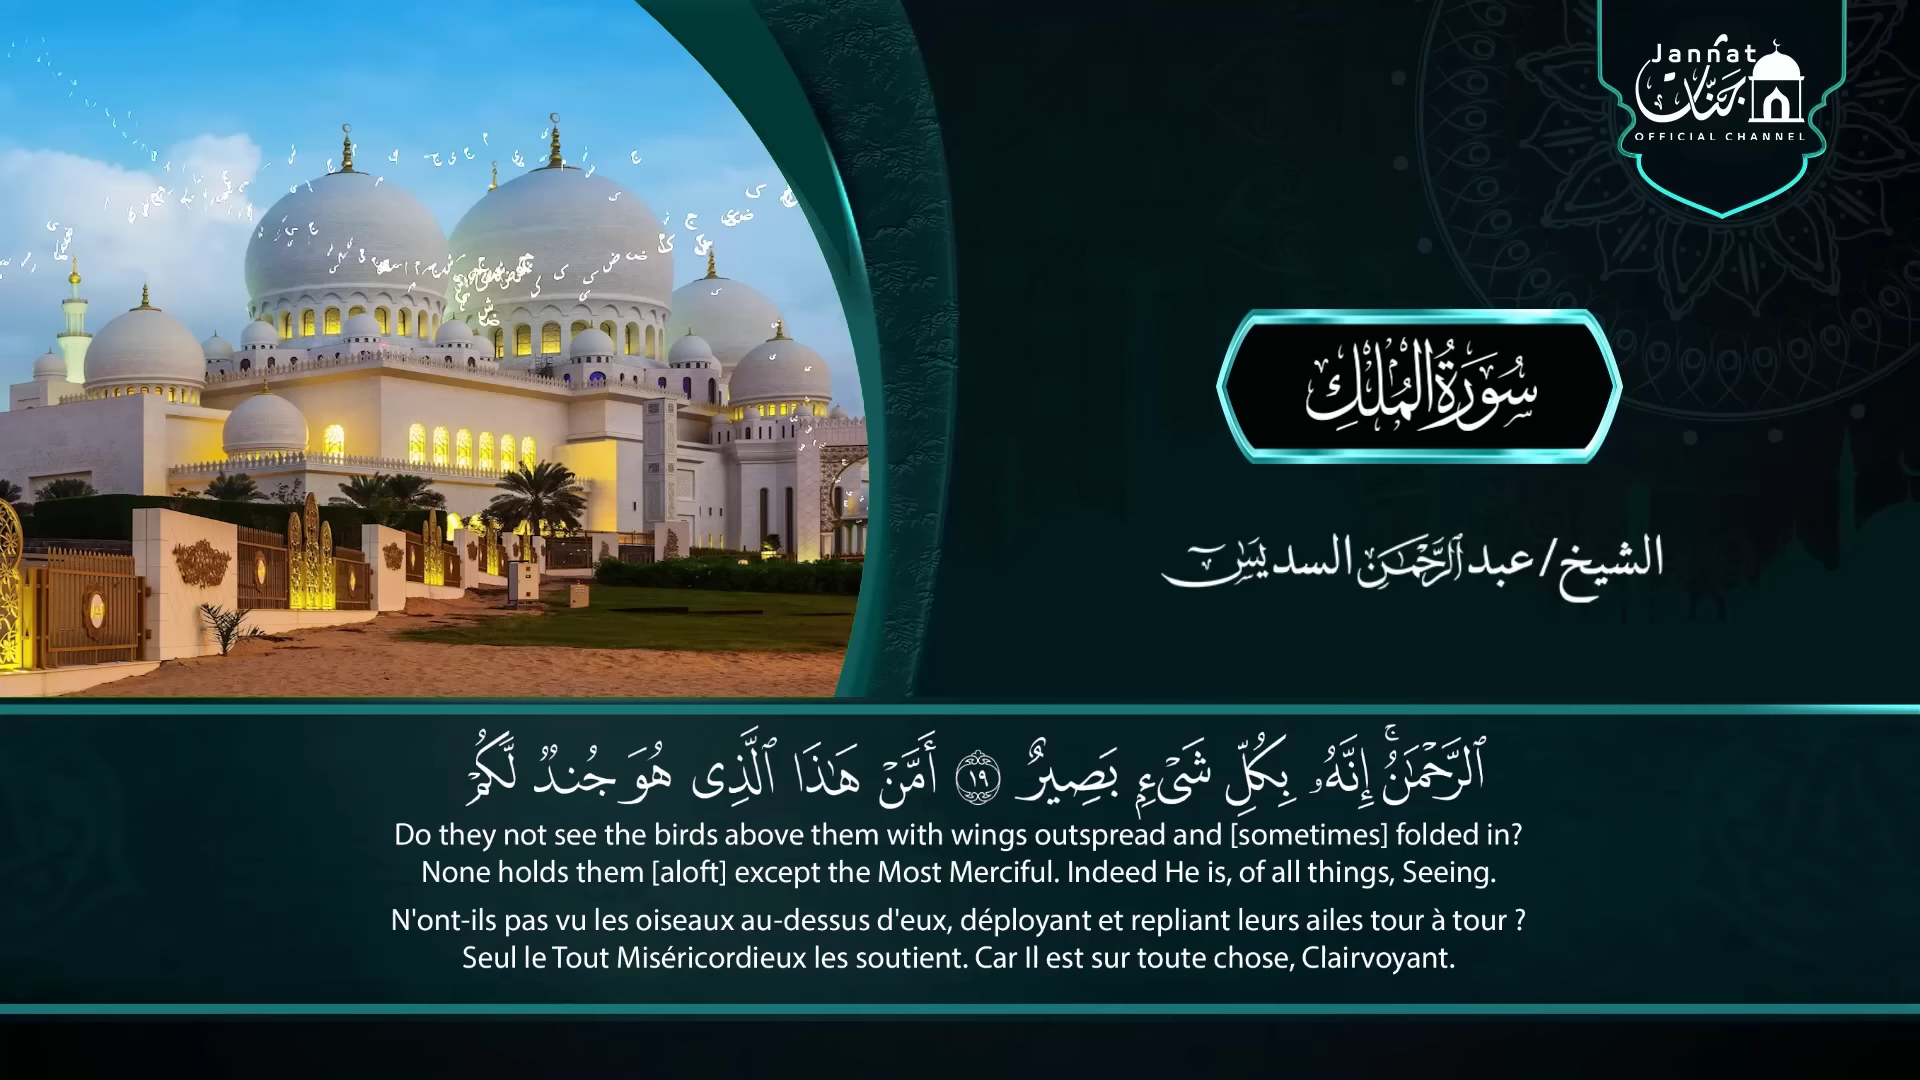 Jannat
جَنَّات
OFFICIAL CHANNEL
سُورَةُ المُلْكِ
الشيخ/عبدالرَّحْمَٰن السديس
ٱلرَّحْمَٰنُ ۚ إِنَّهُۥ بِكُلِّ شَىْءٍۭ بَصِيرٌ ١٩ أَمَّنْ هَٰذَا ٱلَّذِى هُوَ جُندٌ لَّكُمْ
Do they not see the birds above them with wings outspread and [sometimes] folded in?
None holds them [aloft] except the Most Merciful. Indeed He is, of all things, Seeing.
N'ont-ils pas vu les oiseaux au-dessus d'eux, déployant et repliant leurs ailes tour à tour ?
Seul le Tout Miséricordieux les soutient. Car Il est sur toute chose, Clairvoyant.